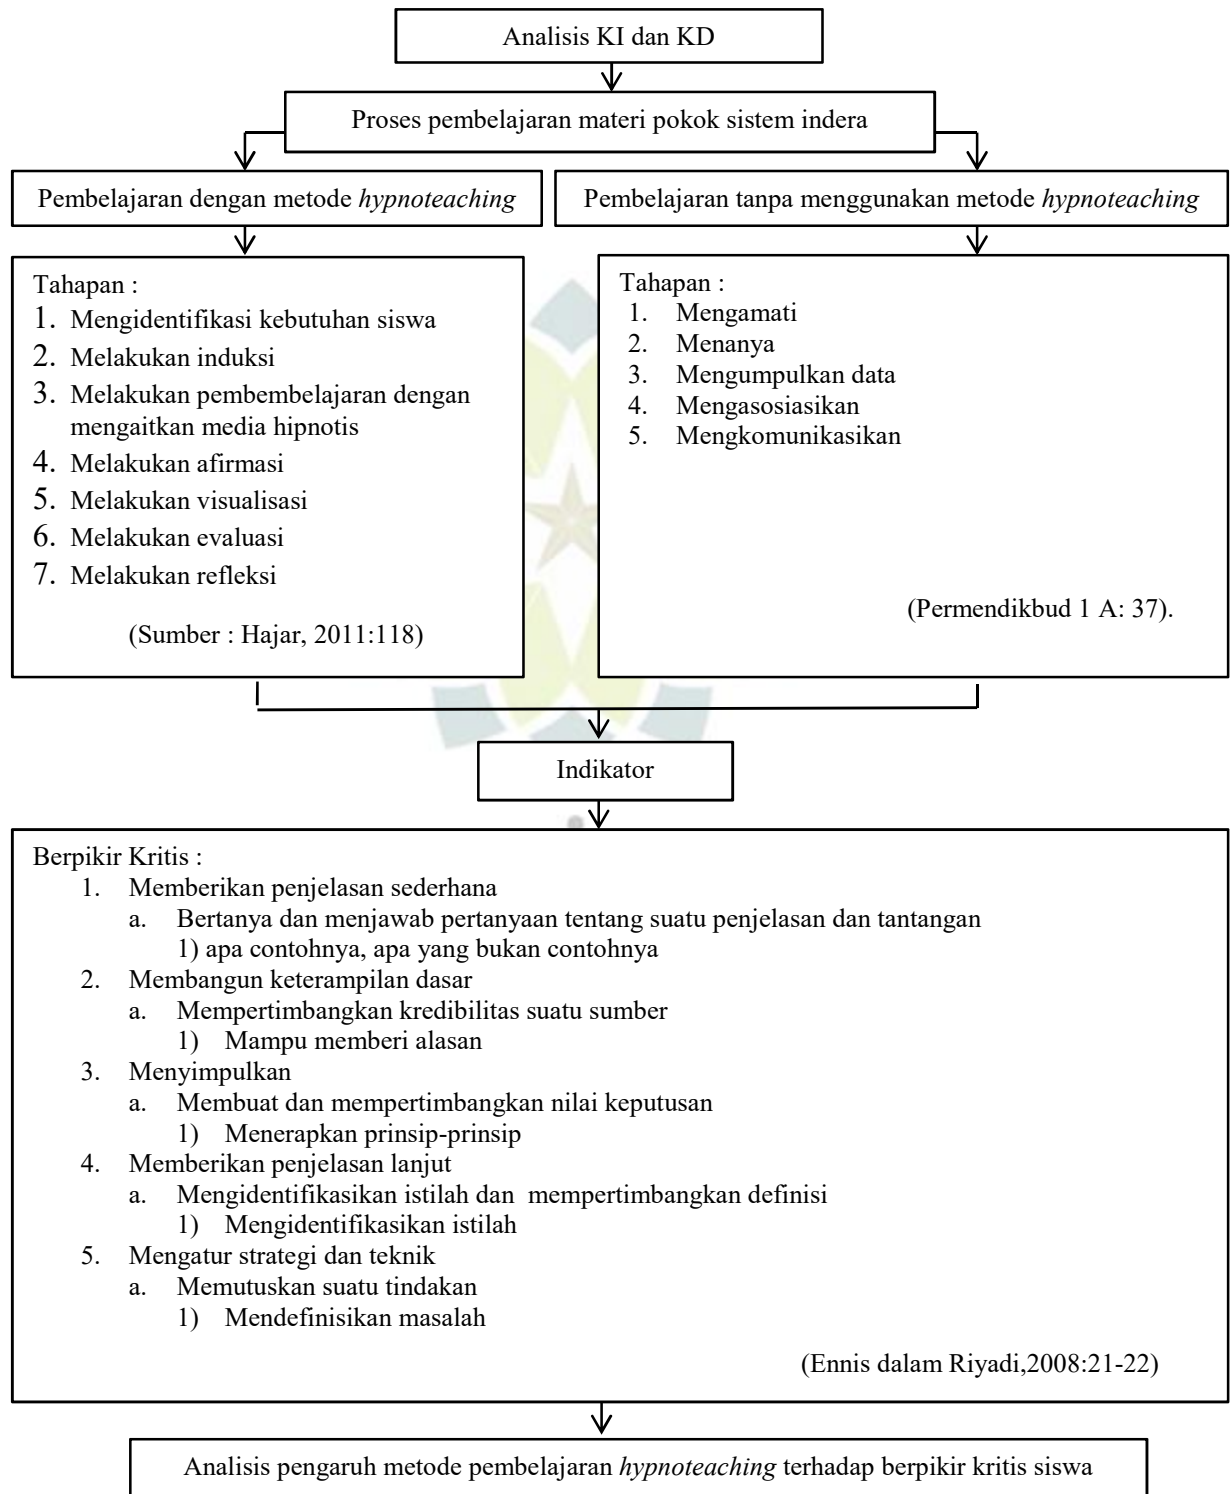 Analisis KI dan KD
Proses pembelajaran materi pokok sistem indera
Pembelajaran dengan metode hypnoteaching
Pembelajaran tanpa menggunakan metode hypnoteaching
Tahapan :
1. Mengidentifikasi kebutuhan siswa
2. Melakukan induksi
3. Melakukan pembembelajaran dengan
mengaitkan media hipnotis
4. Melakukan afirmasi
5. Melakukan visualisasi
6. Melakukan evaluasi
7. Melakukan refleksi
(Sumber : Hajar, 2011:118)
Tahapan :
1. Mengamati
2. Menanya
3. Mengumpulkan data
4. Mengasosiasikan
5. Mengkomunikasikan
(Permendikbud 1 A: 37).
Indikator
Berpikir Kritis :
1. Memberikan penjelasan sederhana
a. Bertanya dan menjawab pertanyaan tentang suatu penjelasan dan tantangan
1) apa contohnya, apa yang bukan contohnya
2. Membangun keterampilan dasar
a. Mempertimbangkan kredibilitas suatu sumber
1) Mampu memberi alasan
3. Menyimpulkan
a. Membuat dan mempertimbangkan nilai keputusan
1) Menerapkan prinsip-prinsip
4. Memberikan penjelasan lanjut
a. Mengidentifikasikan istilah dan mempertimbangkan definisi
1) Mengidentifikasikan istilah
5. Mengatur strategi dan teknik
a. Memutuskan suatu tindakan
1) Mendefinisikan masalah
(Ennis dalam Riyadi,2008:21-22)
Analisis pengaruh metode pembelajaran hypnoteaching terhadap berpikir kritis siswa